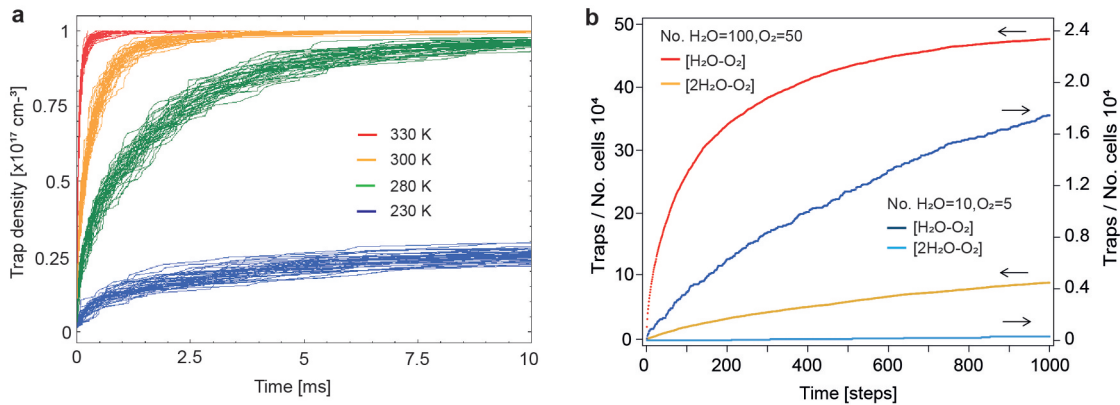 a
Trap density [x10¹⁷ cm⁻³]
1
0.75
0.5
0.25
0
330 K
300 K
280 K
230 K
0
2.5
5
7.5
10
Time [ms]
b
Traps / No. cells 10⁴
50
40
30
20
10
0
No. H₂O=100,O₂=50
[H₂O-O₂]
[2H₂O-O₂]
No. H₂O=10,O₂=5
[H₂O-O₂]
[2H₂O-O₂]
2.4
2.0
1.6
1.2
0.8
0.4
0
Traps / No. cells 10⁴
0
200
400
600
800
1000
Time [steps]